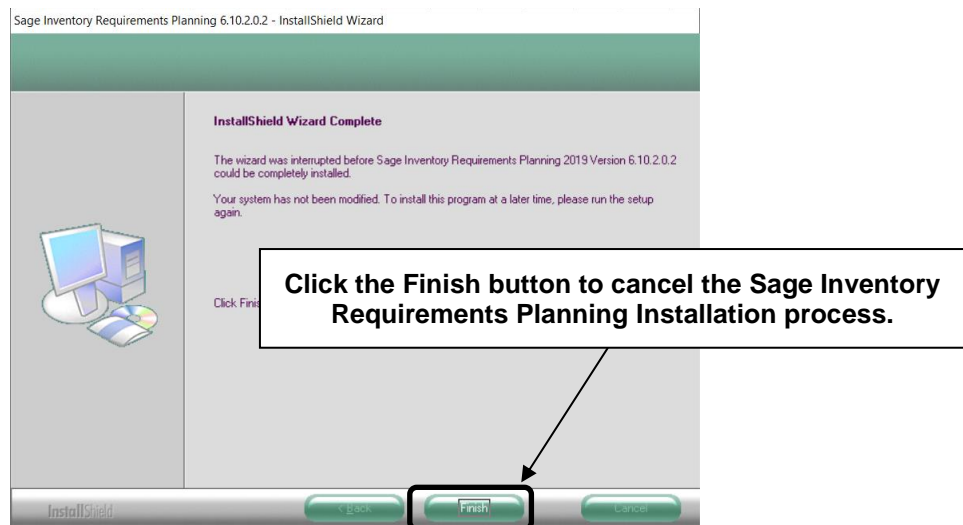 Sage Inventory Requirements Planning 6.10.2.0.2 - InstallShield Wizard
InstallShield Wizard Complete
The wizard was interrupted before Sage Inventory Requirements Planning 2019 Version 6.10.2.0.2
could be completely installed.
Your system has not been modified. To install this program at a later time, please run the setup
again.
Click
Click the Finish button to cancel the Sage Inventory
Requirements Planning Installation process.
InstallShield
< Back
Finish
Cancel